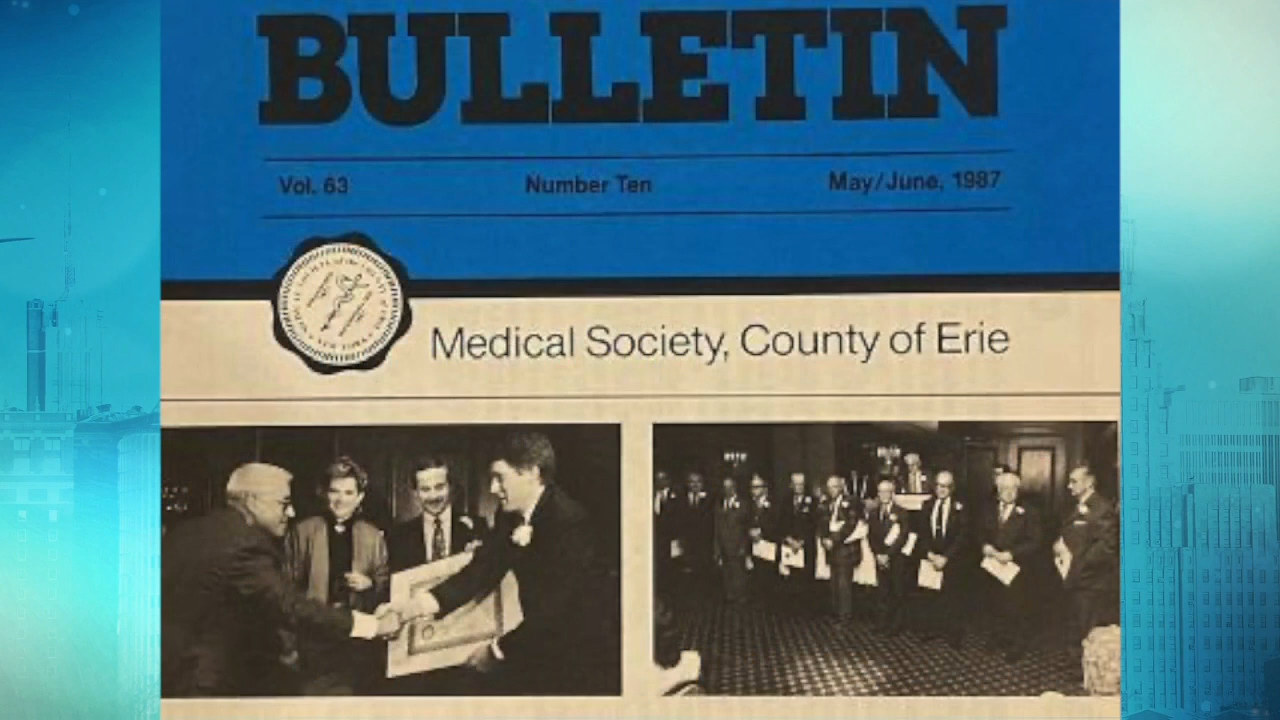 BULLETIN
Vol. 63 Number Ten May/June, 1987
Medical Society, County of Erie